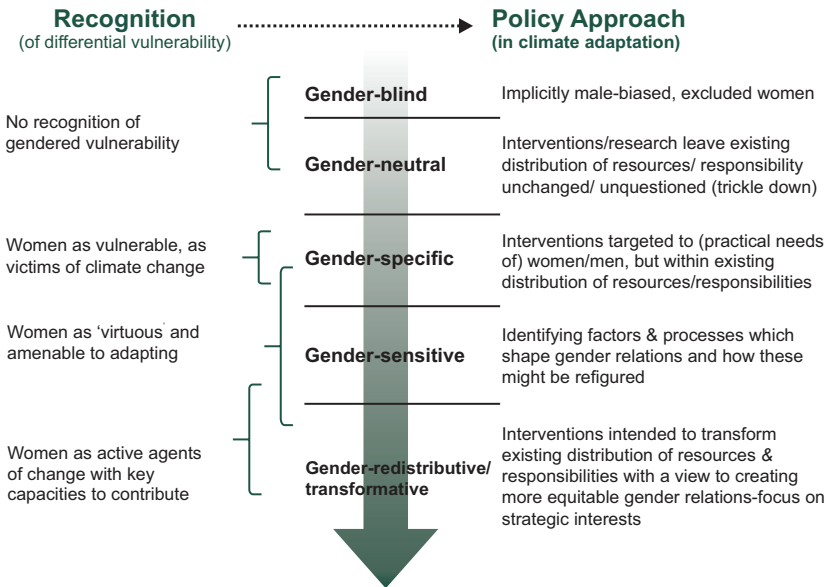 Recognition
(of differential vulnerability)
Policy Approach
(in climate adaptation)
No recognition of
gendered vulnerability
Gender-blind
Implicitly male-biased, excluded women
Gender-neutral
Interventions/research leave existing
distribution of resources/ responsibility
unchanged/ unquestioned (trickle down)
Women as vulnerable, as
victims of climate change
Gender-specific
Interventions targeted to (practical needs
of) women/men, but within existing
distribution of resources/responsibilities
Women as ‘virtuous’ and
amenable to adapting
Gender-sensitive
Identifying factors & processes which
shape gender relations and how these
might be refigured
Women as active agents
of change with key
capacities to contribute
Gender-redistributive/
transformative
Interventions intended to transform
existing distribution of resources &
responsibilities with a view to creating
more equitable gender relations-focus on
strategic interests